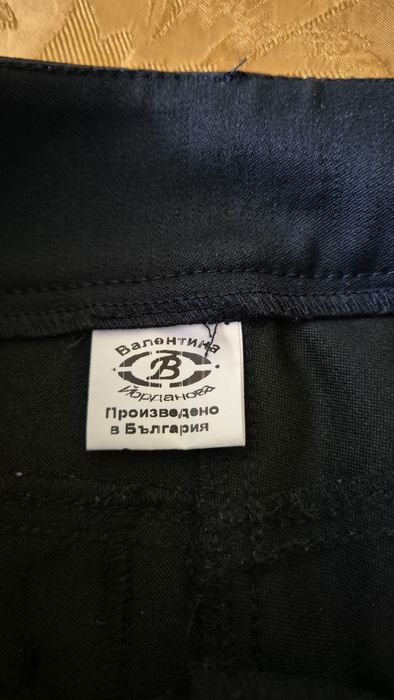 Валентина
В
Йорданова
Произведено
в България